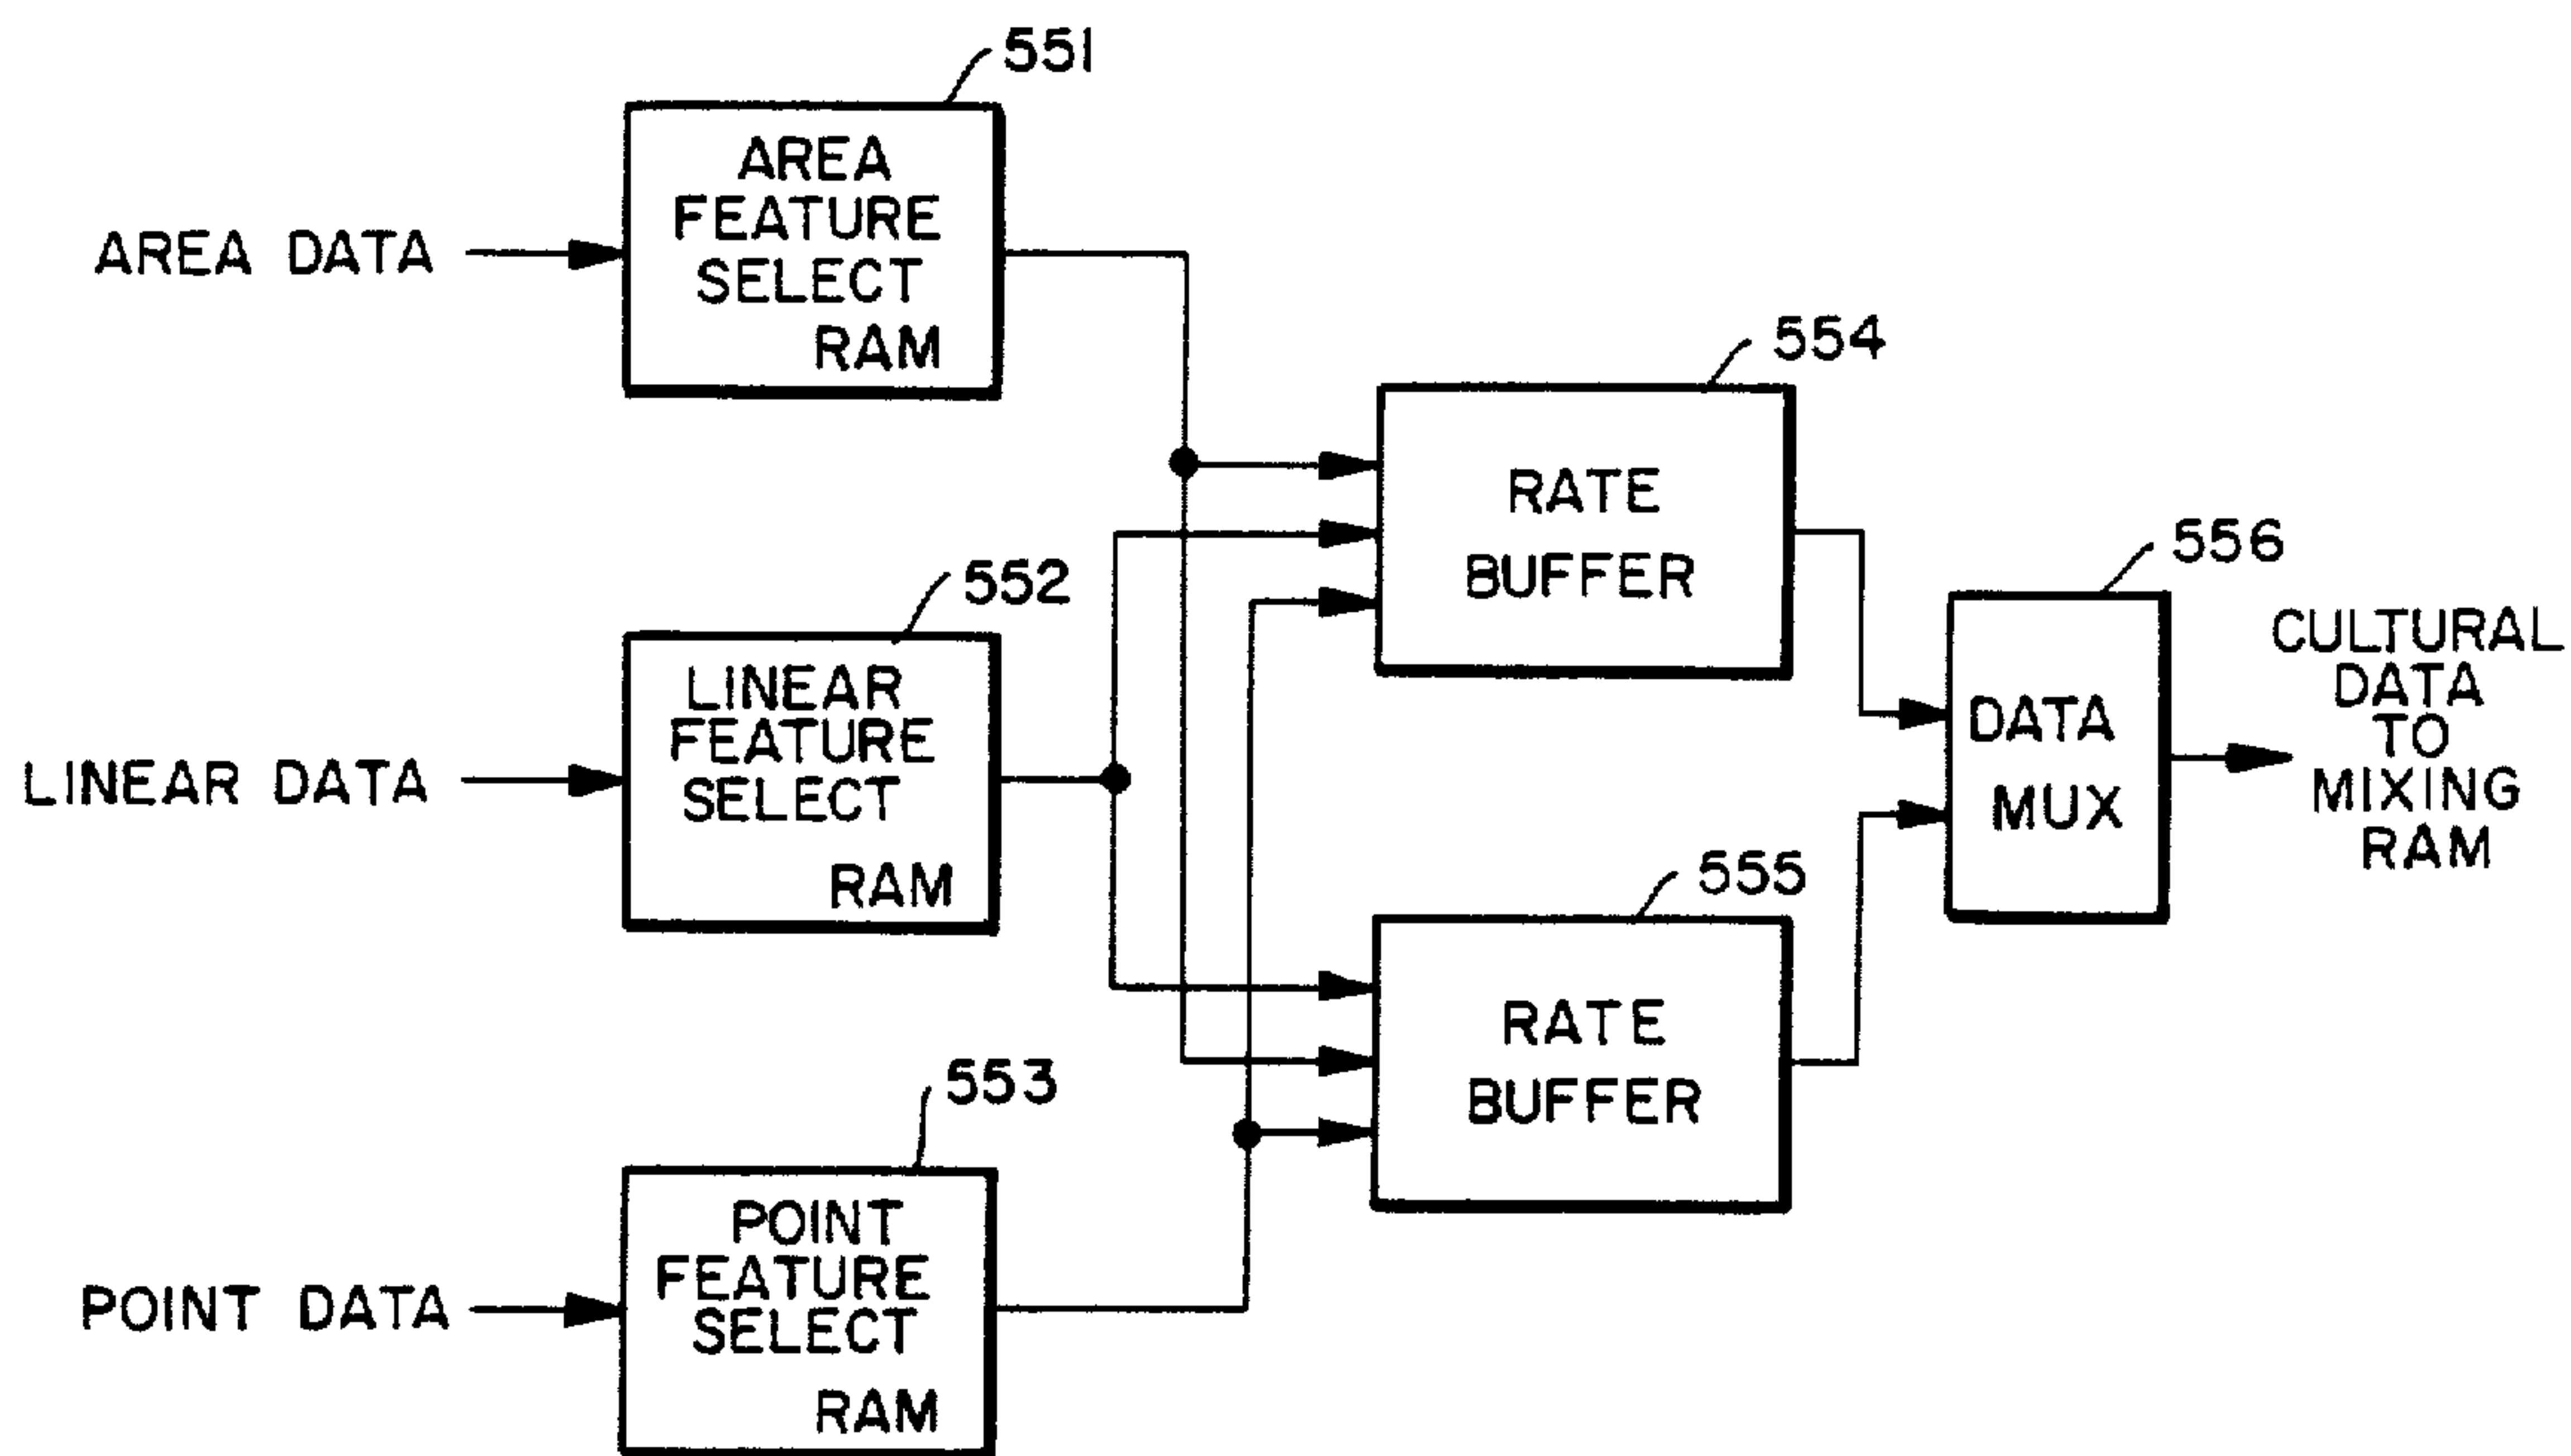 551
AREA
FEATURE
SELECT
RAM
AREA DATA
554
RATE
BUFFER
552
LINEAR
FEATURE
SELECT
RAM
LINEAR DATA
556
DATA
MUX
CULTURAL
DATA
TO
MIXING
RAM
555
RATE
BUFFER
553
POINT
FEATURE
SELECT
RAM
POINT DATA